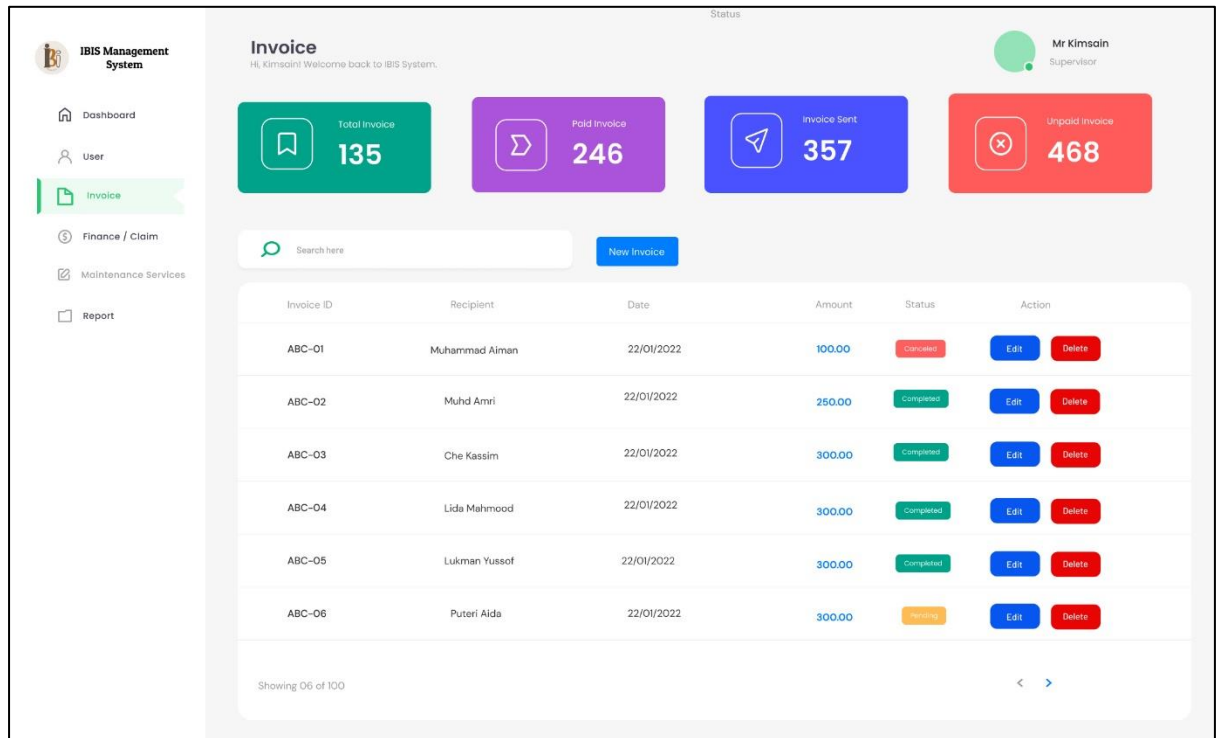 Status
IBIS Management
System
Invoice
Hi, Kimsain! Welcome back to IBIS System.
Mr Kimsain
Supervisor
Dashboard
User
Invoice
Finance / Claim
Maintenance Services
Report
Total Invoice
135
Paid Invoice
246
Invoice Sent
357
Unpaid Invoice
468
Search here
New Invoice
Invoice ID Recipient Date Amount Status Action
ABC-01 Muhammad Aiman 22/01/2022 100.00 Canceled Edit Delete
ABC-02 Muhd Amri 22/01/2022 250.00 Completed Edit Delete
ABC-03 Che Kassim 22/01/2022 300.00 Completed Edit Delete
ABC-04 Lida Mahmood 22/01/2022 300.00 Completed Edit Delete
ABC-05 Lukman Yussof 22/01/2022 300.00 Completed Edit Delete
ABC-06 Puteri Aida 22/01/2022 300.00 Pending Edit Delete
Showing 06 of 100 < >